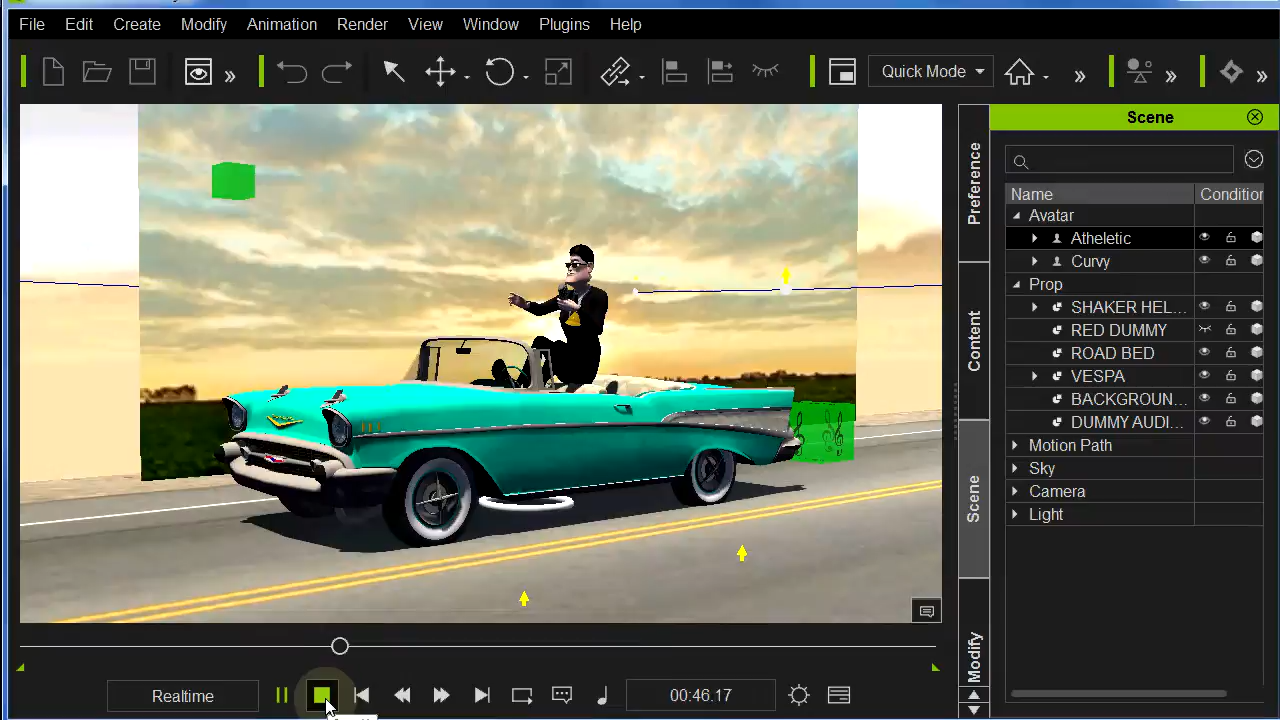 File Edit Create Modify Animation Render View Window Plugins Help
Quick Mode
Scene
Preference
Content
Scene
Modify
Name Condition
Avatar
Atheletic
Curvy
Prop
SHAKER HEL...
RED DUMMY
ROAD BED
VESPA
BACKGROUN...
DUMMY AUDI...
Motion Path
Sky
Camera
Light
Realtime
00:46.17